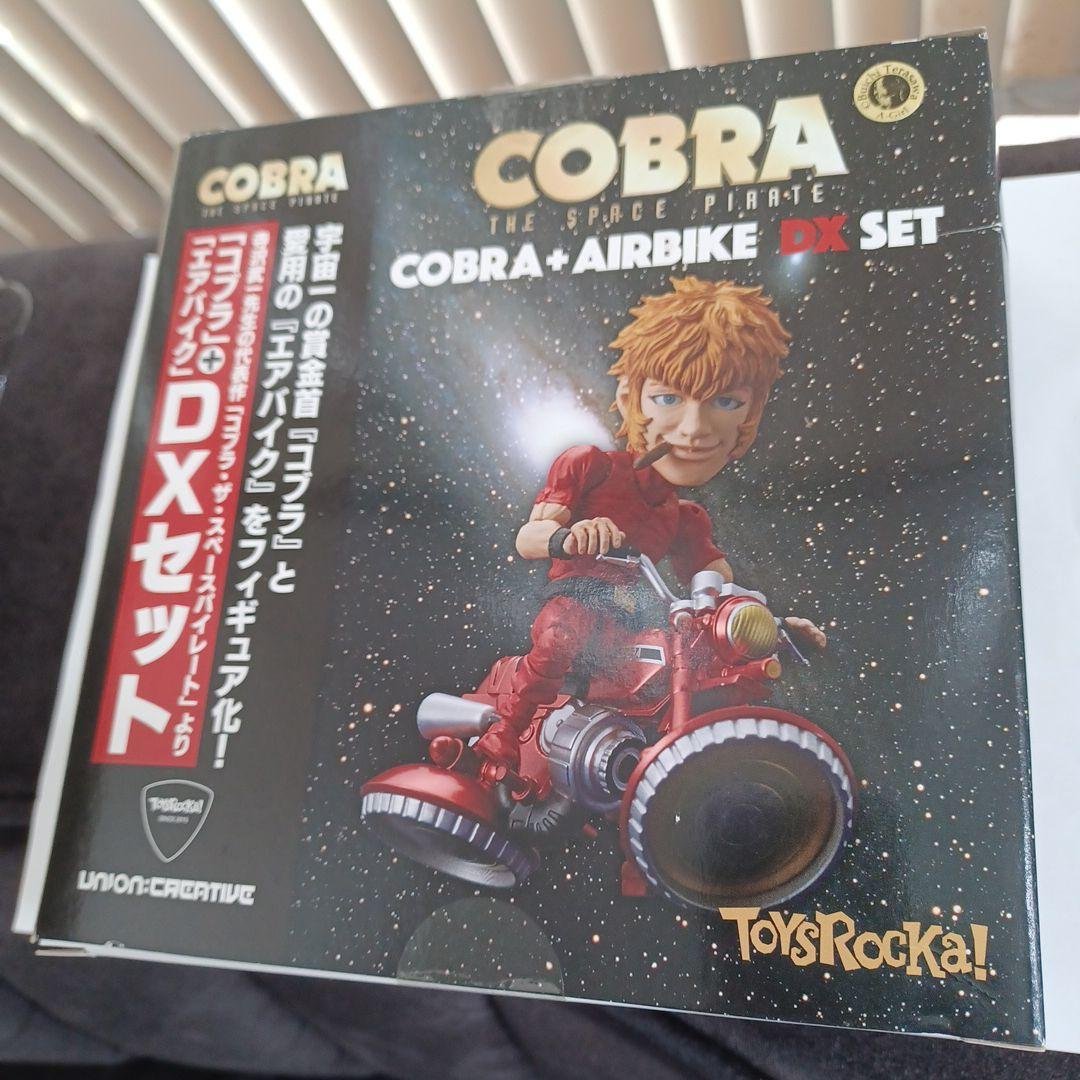 COBRA
THE SPACE PIRATE
宇宙一の賞金首『コブラ』と
愛用の『エアバイク』をフィギュア化！
寺沢武一先生の代表作「コブラ・ザ・スペースパイレート」より
「コブラ」+
「エアバイク」
DXセット
TOYSROCKA!
UNION:CREATIVE
©Buichi Terasawa
A-Girl
COBRA
THE SPACE PIRATE
COBRA+AIRBIKE DX SET
TOYSROCKA!